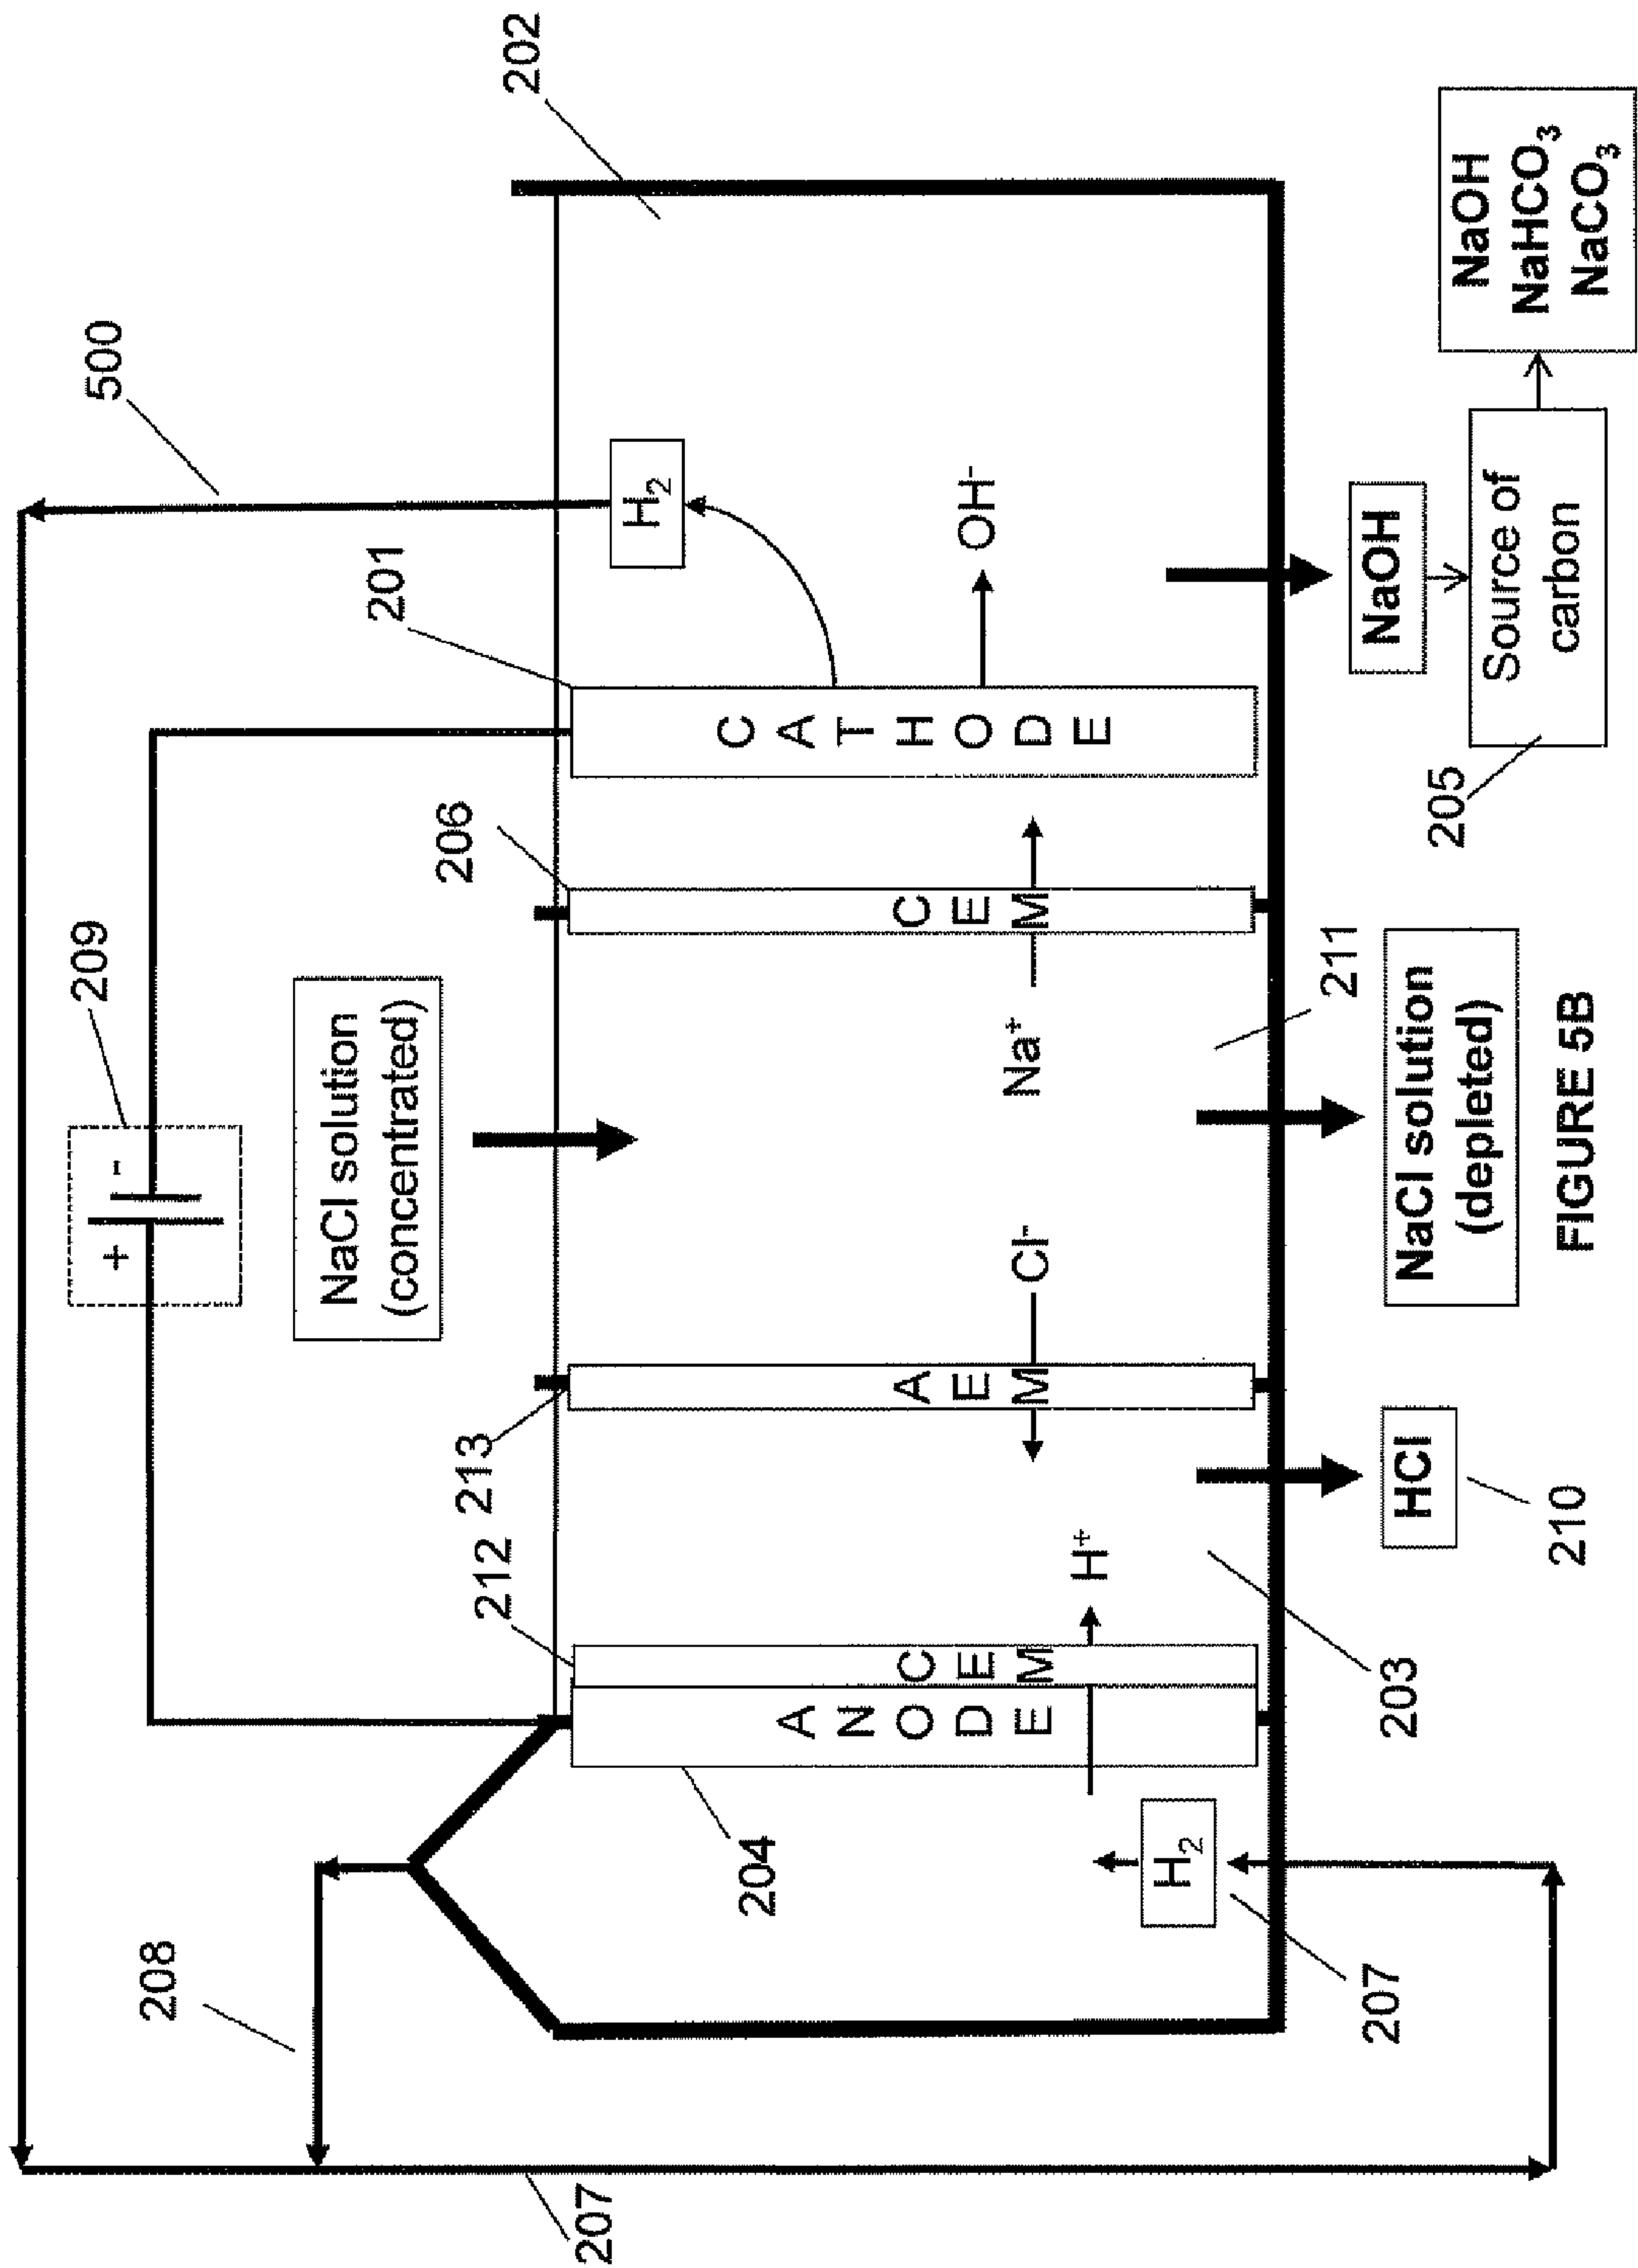 500
209
+ -
NaCl solution
(concentrated)
208
202
201
206
213
212
H2
CATHODE
CEM
AEM
CEM
ANODE
OH-
Na+
Cl-
H+
204
H2
207
207
203
211
HCl
210
NaCl solution
(depleted)
NaOH
Source of
carbon
205
NaOH
NaHCO3
NaCO3
FIGURE 5B